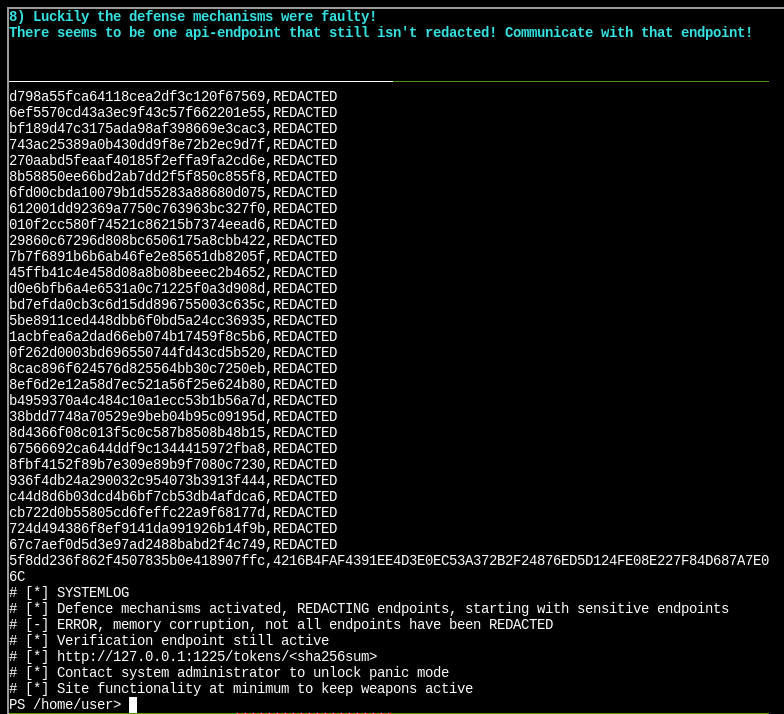 8) Luckily the defense mechanisms were faulty!
There seems to be one api-endpoint that still isn't redacted! Communicate with that endpoint!
d798a55fca64118cea2df3c120f67569,REDACTED
6ef5570cd43a3ec9f43c57f662201e55,REDACTED
bf189d47c3175ada98af398669e3cac3,REDACTED
743ac25389a0b430dd9f8e72b2ec9d7f,REDACTED
270aabd5feaaf40185f2effa9fa2cd6e,REDACTED
8b58850ee66bd2ab7dd2f5f850c855f8,REDACTED
6fd00cbda10079b1d55283a88680d075,REDACTED
612001dd92369a7750c763963bc327f0,REDACTED
010f2cc580f74521c86215b7374eead6,REDACTED
29860c67296d808bc6506175a8cbb422,REDACTED
7b7f6891b6b6ab46fe2e85651db8205f,REDACTED
45ffb41c4e458d08a8b08beeec2b4652,REDACTED
d0e6bfb6a4e6531a0c71225f0a3d908d,REDACTED
bd7efda0cb3c6d15dd896755003c635c,REDACTED
5be8911ced448dbb6f0bd5a24cc36935,REDACTED
1acbfea6a2dad66eb074b17459f8c5b6,REDACTED
0f262d0003bd696550744fd43cd5b520,REDACTED
8cac896f624576d825564bb30c7250eb,REDACTED
8ef6d2e12a58d7ec521a56f25e624b80,REDACTED
b4959370a4c484c10a1ecc53b1b56a7d,REDACTED
38bdd7748a70529e9beb04b95c09195d,REDACTED
8d4366f08c013f5c0c587b8508b48b15,REDACTED
67566692ca644ddf9c1344415972fba8,REDACTED
8fbf4152f89b7e309e89b9f7080c7230,REDACTED
936f4db24a290032c954073b3913f444,REDACTED
c44d8d6b03dcd4b6bf7cb53db4afdca6,REDACTED
cb722d0b55805cd6feffc22a9f68177d,REDACTED
724d494386f8ef9141da991926b14f9b,REDACTED
67c7aef0d5d3e97ad2488babd2f4c749,REDACTED
5f8dd236f862f4507835b0e418907ffc,4216B4FAF4391EE4D3E0EC53A372B2F24876ED5D124FE08E227F84D687A7E0
6C
# [*] SYSTEMLOG
# [*] Defence mechanisms activated, REDACTING endpoints, starting with sensitive endpoints
# [-] ERROR, memory corruption, not all endpoints have been REDACTED
# [*] Verification endpoint still active
# [*] http://127.0.0.1:1225/tokens/<sha256sum>
# [*] Contact system administrator to unlock panic mode
# [*] Site functionality at minimum to keep weapons active
PS /home/user>